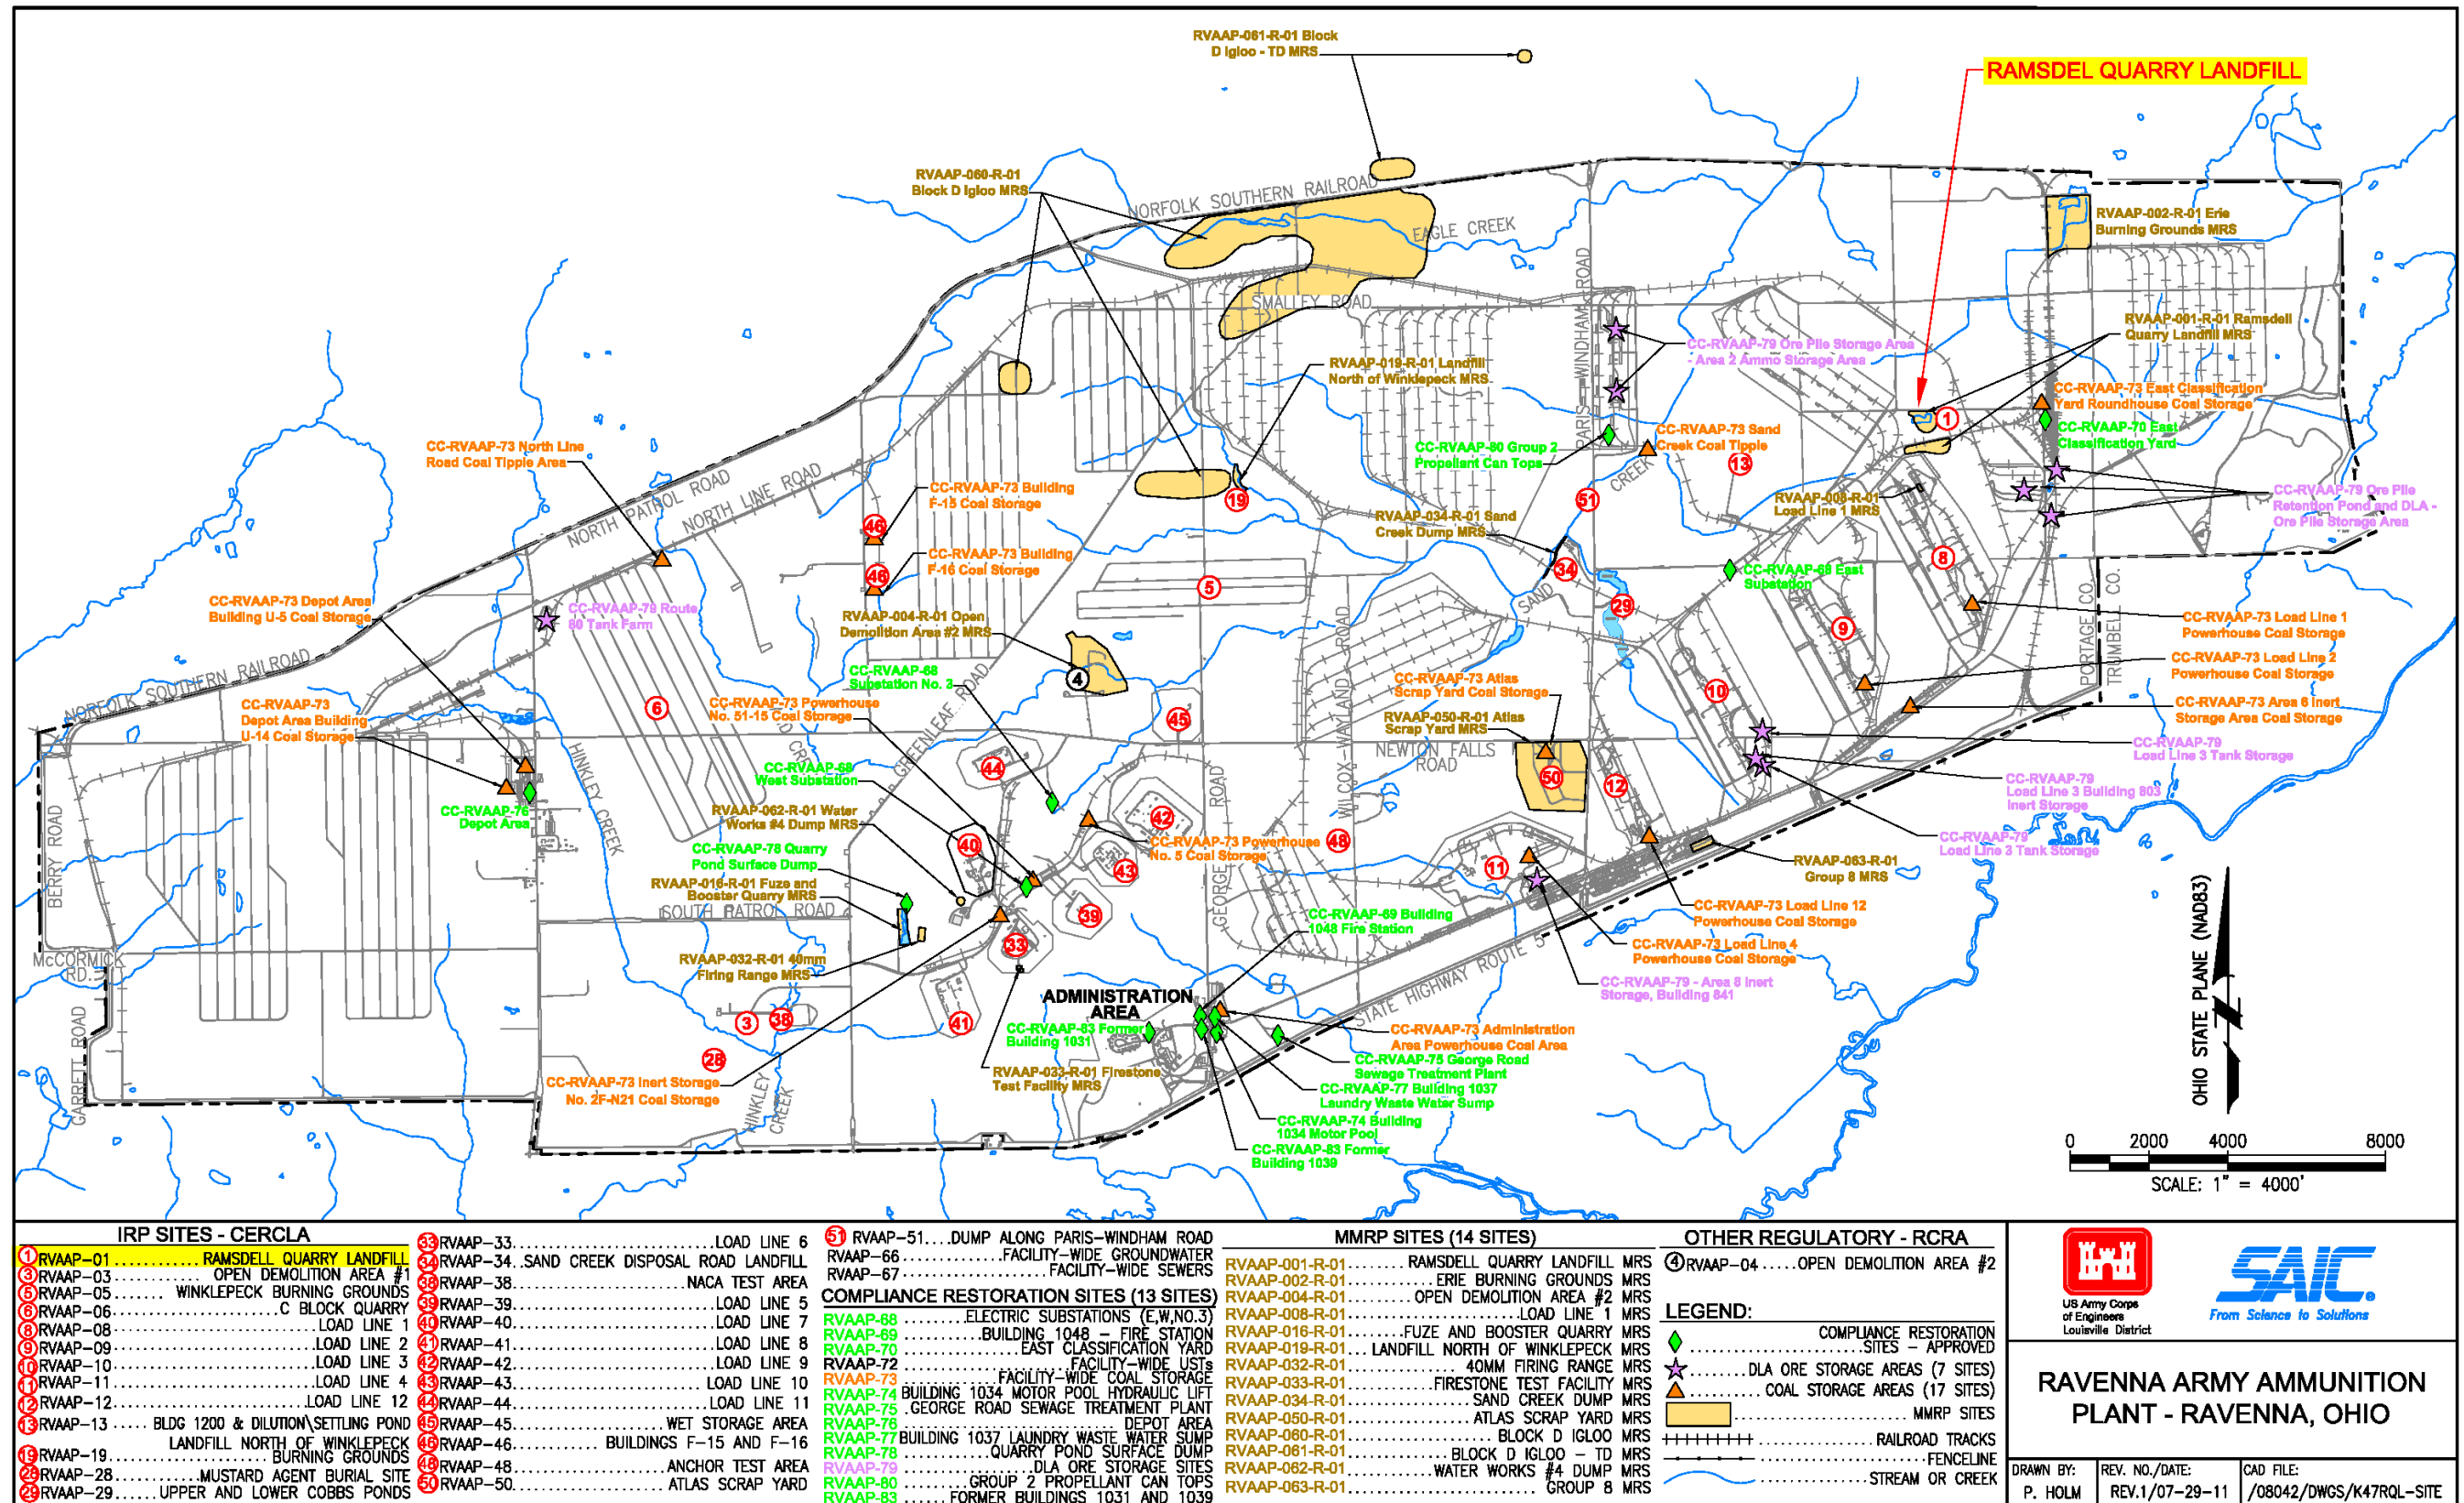 RVAAP-061-R-01 Block
D Igloo - TD MRS
RAMSDEL QUARRY LANDFILL
RVAAP-060-R-01
Block D Igloo MRS
NORFOLK SOUTHERN RAILROAD
EAGLE CREEK
RVAAP-002-R-01 Erie
Burning Grounds MRS
SMALLEY ROAD
PARIS-WINDHAM ROAD
RVAAP-001-R-01 Ramsdell
Quarry Landfill MRS
CC-RVAAP-79 Ore Pile Storage Area
- Area 2 Ammo Storage Area
RVAAP-019-R-01 Landfill
North of Winklepeck MRS
CC-RVAAP-73 East Classification
Yard Roundhouse Coal Storage
1
CC-RVAAP-70 East
Classification Yard
CC-RVAAP-73 North Line
Road Coal Tipple Area
CC-RVAAP-80 Group 2
Propellant Can Tops
CC-RVAAP-73 Sand
Creek Coal Tipple
13
NORTH PATROL ROAD
NORTH LINE ROAD
CC-RVAAP-73 Building
F-15 Coal Storage
46
19
51
CREEK
RVAAP-008-R-01
Load Line 1 MRS
CC-RVAAP-79 Ore Pile
Retention Pond and DLA -
Ore Pile Storage Area
RVAAP-034-R-01 Sand
Creek Dump MRS
CC-RVAAP-73 Building
F-16 Coal Storage
46
5
34
SAND
29
8
CC-RVAAP-69 East
Substation
CC-RVAAP-73 Depot Area
Building U-5 Coal Storage
CC-RVAAP-79 Route
80 Tank Farm
RVAAP-004-R-01 Open
Demolition Area #2 MRS
9
PORTAGE CO.
TRUMBELL CO.
CC-RVAAP-73 Load Line 1
Powerhouse Coal Storage
NORFOLK SOUTHERN RAILROAD
CC-RVAAP-68
Substation No. 3
4
CC-RVAAP-73 Load Line 2
Powerhouse Coal Storage
CC-RVAAP-73 Atlas
Scrap Yard Coal Storage
10
CC-RVAAP-73
Depot Area Building
U-14 Coal Storage
6
CC-RVAAP-73 Powerhouse
No. 51-15 Coal Storage
45
RVAAP-050-R-01 Atlas
Scrap Yard MRS
CC-RVAAP-73 Area 6 Inert
Storage Area Coal Storage
GREENLEAF ROAD
WILCOX-WAYLAND ROAD
NEWTON FALLS
ROAD
CC-RVAAP-79
Load Line 3 Tank Storage
HINKLEY CREEK
CC-RVAAP-68
West Substation
44
50
12
CC-RVAAP-79
Load Line 3 Building 803
Inert Storage
CC-RVAAP-76
Depot Area
RVAAP-062-R-01 Water
Works #4 Dump MRS
42
GEORGE ROAD
BERRY ROAD
CC-RVAAP-78 Quarry
Pond Surface Dump
40
CC-RVAAP-73 Powerhouse
No. 5 Coal Storage
48
CC-RVAAP-79
Load Line 3 Tank Storage
43
11
RVAAP-063-R-01
Group 8 MRS
RVAAP-016-R-01 Fuze and
Booster Quarry MRS
SOUTH PATROL ROAD
39
CC-RVAAP-69 Building
1048 Fire Station
CC-RVAAP-73 Load Line 12
Powerhouse Coal Storage
33
McCORMICK
RD.
RVAAP-032-R-01 40mm
Firing Range MRS
CC-RVAAP-73 Load Line 4
Powerhouse Coal Storage
STATE HIGHWAY ROUTE 5
CC-RVAAP-79 - Area 8 Inert
Storage, Building 841
ADMINISTRATION
AREA
3
38
41
CC-RVAAP-83 Former
Building 1031
CC-RVAAP-73 Administration
Area Powerhouse Coal Area
GARRETT ROAD
28
CC-RVAAP-75 George Road
Sewage Treatment Plant
CC-RVAAP-73 Inert Storage
No. 2F-N21 Coal Storage
HINKLEY
CREEK
RVAAP-033-R-01 Firestone
Test Facility MRS
CC-RVAAP-77 Building 1037
Laundry Waste Water Sump
CC-RVAAP-74 Building
1034 Motor Pool
CC-RVAAP-83 Former
Building 1039
OHIO STATE PLANE (NAD83)
0 2000 4000 8000
SCALE: 1" = 4000'
IRP SITES - CERCLA
1 RVAAP-01 ............ RAMSDELL QUARRY LANDFILL
3 RVAAP-03 ........... OPEN DEMOLITION AREA #1
5 RVAAP-05 ....... WINKLEPECK BURNING GROUNDS
6 RVAAP-06 .................... C BLOCK QUARRY
8 RVAAP-08 ........................ LOAD LINE 1
9 RVAAP-09 ........................ LOAD LINE 2
10 RVAAP-10 ........................ LOAD LINE 3
11 RVAAP-11 ........................ LOAD LINE 4
12 RVAAP-12 ....................... LOAD LINE 12
13 RVAAP-13 ..... BLDG 1200 & DILUTION\SETTLING POND
19 RVAAP-19 ........ LANDFILL NORTH OF WINKLEPECK BURNING GROUNDS
28 RVAAP-28 ........... MUSTARD AGENT BURIAL SITE
29 RVAAP-29 ...... UPPER AND LOWER COBBS PONDS
33 RVAAP-33 ........................ LOAD LINE 6
34 RVAAP-34 .. SAND CREEK DISPOSAL ROAD LANDFILL
38 RVAAP-38 ..................... NACA TEST AREA
39 RVAAP-39 ........................ LOAD LINE 5
40 RVAAP-40 ........................ LOAD LINE 7
41 RVAAP-41 ........................ LOAD LINE 8
42 RVAAP-42 ........................ LOAD LINE 9
43 RVAAP-43 ....................... LOAD LINE 10
44 RVAAP-44 ....................... LOAD LINE 11
45 RVAAP-45 .................. WET STORAGE AREA
46 RVAAP-46 ........... BUILDINGS F-15 AND F-16
48 RVAAP-48 .................. ANCHOR TEST AREA
50 RVAAP-50 .................. ATLAS SCRAP YARD
51 RVAAP-51 .... DUMP ALONG PARIS-WINDHAM ROAD
RVAAP-66 ............ FACILITY-WIDE GROUNDWATER
RVAAP-67 ................. FACILITY-WIDE SEWERS
COMPLIANCE RESTORATION SITES (13 SITES)
RVAAP-68 ........ ELECTRIC SUBSTATIONS (E,W,NO.3)
RVAAP-69 .......... BUILDING 1048 - FIRE STATION
RVAAP-70 .............. EAST CLASSIFICATION YARD
RVAAP-72 .................... FACILITY-WIDE USTs
RVAAP-73 ............ FACILITY-WIDE COAL STORAGE
RVAAP-74 BUILDING 1034 MOTOR POOL HYDRAULIC LIFT
RVAAP-75 . GEORGE ROAD SEWAGE TREATMENT PLANT
RVAAP-76 ........................... DEPOT AREA
RVAAP-77 BUILDING 1037 LAUNDRY WASTE WATER SUMP
RVAAP-78 ........... QUARRY POND SURFACE DUMP
RVAAP-79 ................ DLA ORE STORAGE SITES
RVAAP-80 ......... GROUP 2 PROPELLANT CAN TOPS
RVAAP-83 ...... FORMER BUILDINGS 1031 AND 1039
MMRP SITES (14 SITES)
RVAAP-001-R-01 ........ RAMSDELL QUARRY LANDFILL MRS
RVAAP-002-R-01 ........... ERIE BURNING GROUNDS MRS
RVAAP-004-R-01 ......... OPEN DEMOLITION AREA #2 MRS
RVAAP-008-R-01 ..................... LOAD LINE 1 MRS
RVAAP-016-R-01 ....... FUZE AND BOOSTER QUARRY MRS
RVAAP-019-R-01 ... LANDFILL NORTH OF WINKLEPECK MRS
RVAAP-032-R-01 .............. 40MM FIRING RANGE MRS
RVAAP-033-R-01 .......... FIRESTONE TEST FACILITY MRS
RVAAP-034-R-01 ............... SAND CREEK DUMP MRS
RVAAP-050-R-01 ............... ATLAS SCRAP YARD MRS
RVAAP-060-R-01 .................. BLOCK D IGLOO MRS
RVAAP-061-R-01 ............ BLOCK D IGLOO - TD MRS
RVAAP-062-R-01 .......... WATER WORKS #4 DUMP MRS
RVAAP-063-R-01 ....................... GROUP 8 MRS
OTHER REGULATORY - RCRA
4 RVAAP-04 ..... OPEN DEMOLITION AREA #2
LEGEND:
COMPLIANCE RESTORATION
SITES - APPROVED
DLA ORE STORAGE AREAS (7 SITES)
COAL STORAGE AREAS (17 SITES)
MMRP SITES
RAILROAD TRACKS
FENCELINE
STREAM OR CREEK
US Army Corps
of Engineers
Louisville District
SAIC
From Science to Solutions
RAVENNA ARMY AMMUNITION
PLANT - RAVENNA, OHIO
DRAWN BY: REV. NO./DATE: CAD FILE:
P. HOLM REV.1/07-29-11 /08042/DWGS/K47RQL-SITE